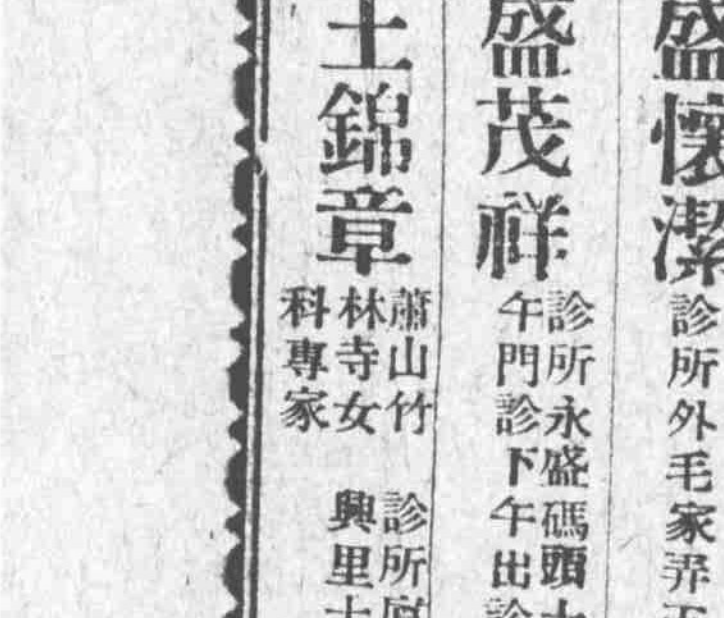 盛懷潔
診所外毛家弄
盛茂祥
診所永盛碼頭
午門診下午出診
錦章
蕭山竹
林寺女
科專家
診所
興里